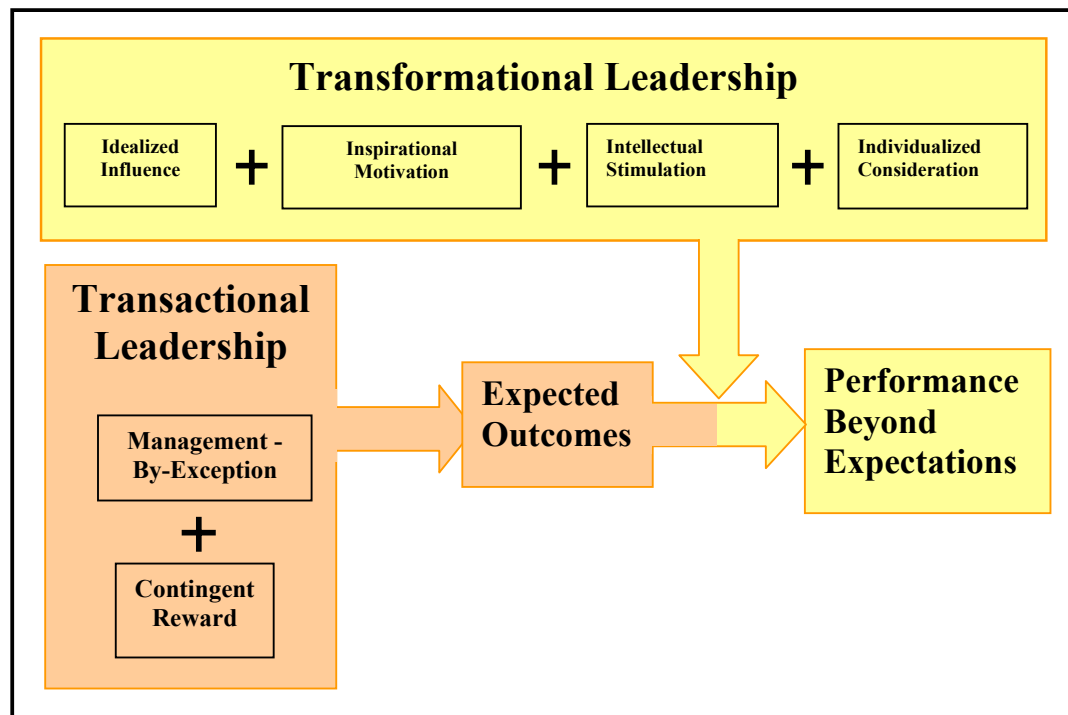 Transformational Leadership
Idealized
Influence
+
Inspirational
Motivation
+
Intellectual
Stimulation
+
Individualized
Consideration
Transactional
Leadership
Management -
By-Exception
+
Contingent
Reward
Expected
Outcomes
Performance
Beyond
Expectations